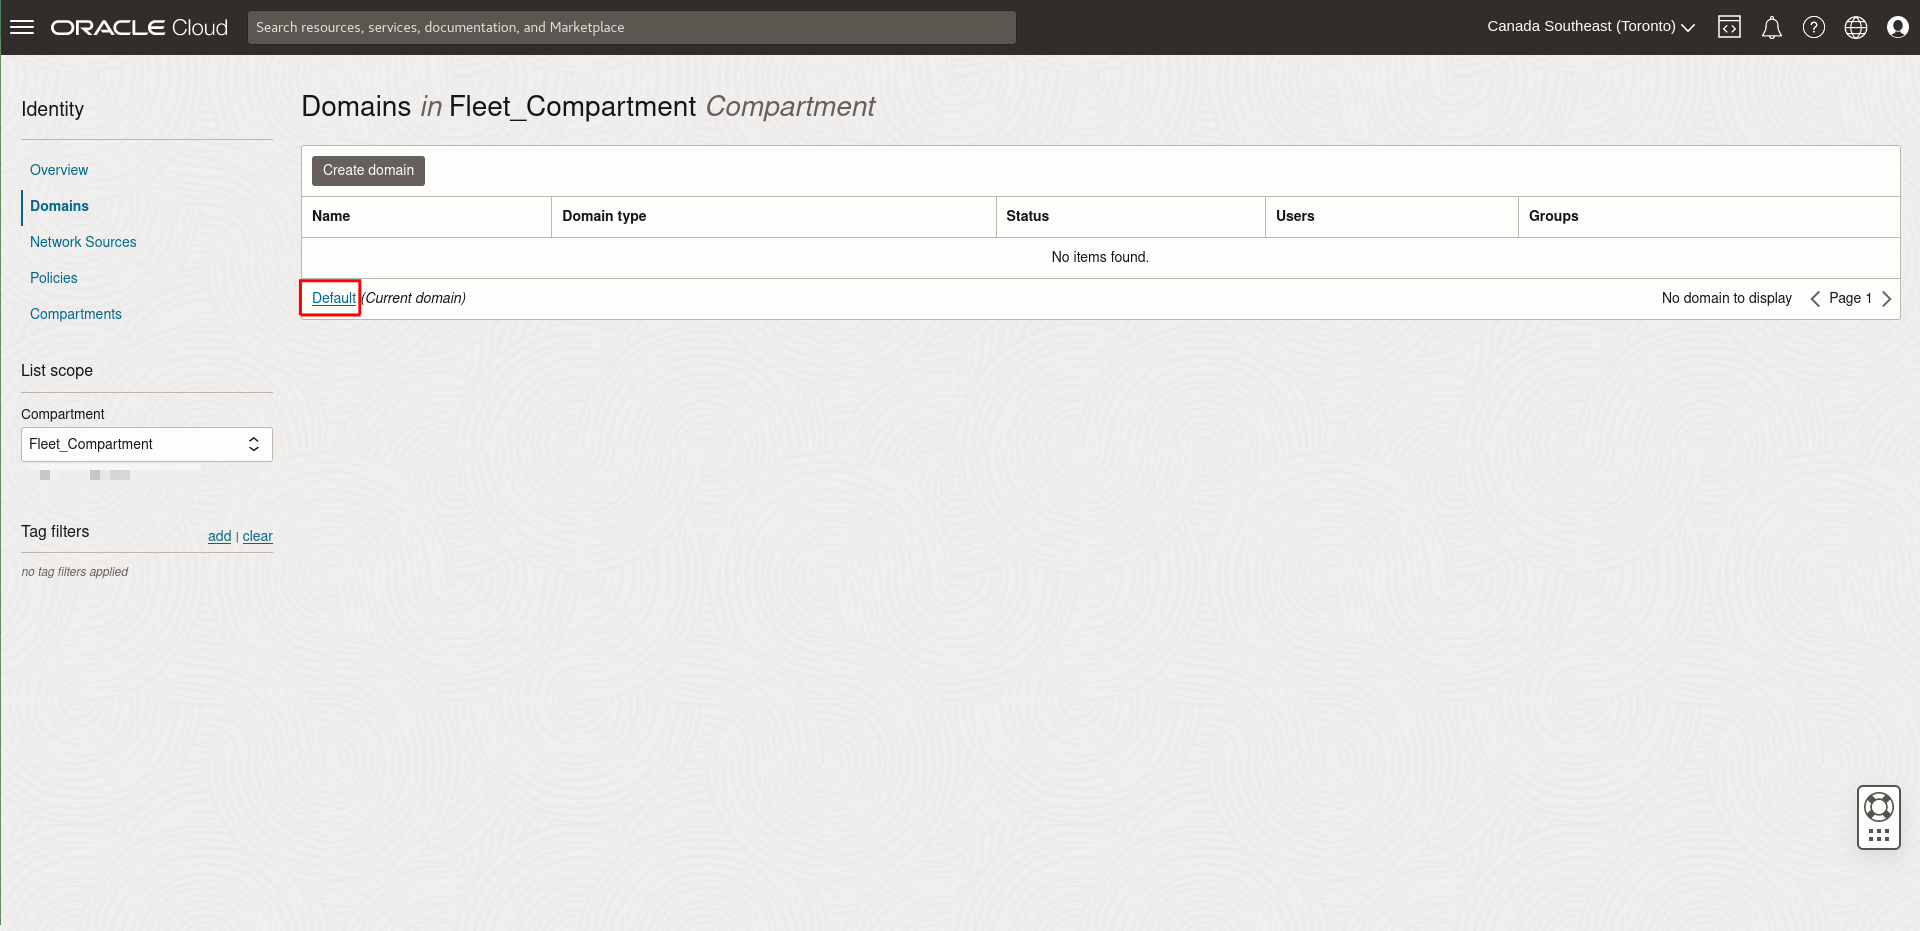 ORACLE Cloud
Search resources, services, documentation, and Marketplace
Canada Southeast (Toronto)
Identity
Overview
Domains
Network Sources
Policies
Compartments
List scope
Compartment
Fleet_Compartment
Tag filters
add | clear
no tag filters applied
Domains in Fleet_Compartment Compartment
Create domain
Name Domain type Status Users Groups
No items found.
Default (Current domain) No domain to display Page 1